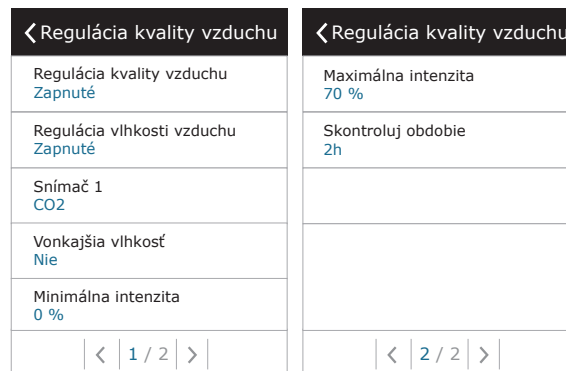 Regulácia kvality vzduchu
Regulácia kvality vzduchu
Zapnuté
Regulácia vlhkosti vzduchu
Zapnuté
Snímač 1
CO2
Vonkajšia vlhkosť
Nie
Minimálna intenzita
0 %
1 / 2
Regulácia kvality vzduchu
Maximálna intenzita
70 %
Skontroluj obdobie
2h
2 / 2